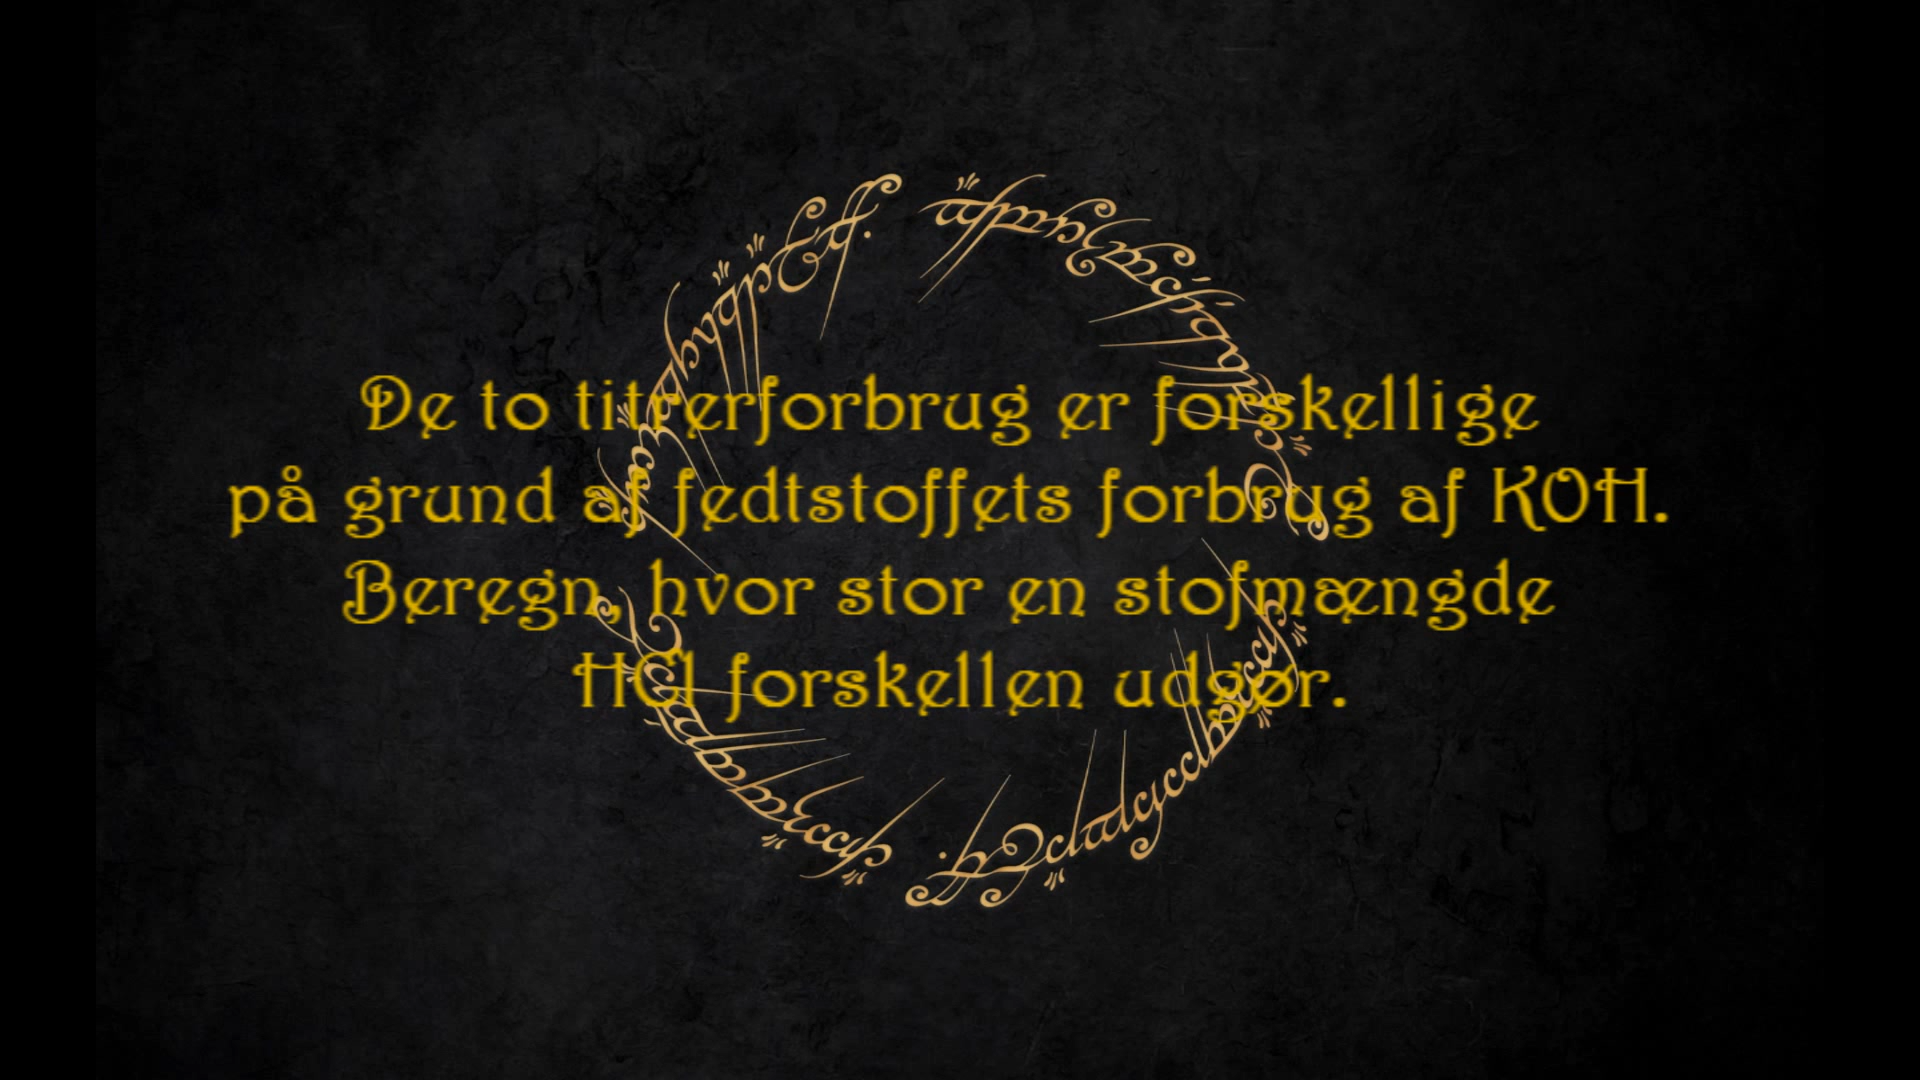 De to titrerforbrug er forskellige
på grund af fedtstoffets forbrug af KOH.
Beregn, hvor stor en stofmængde
HCl forskellen udgør.